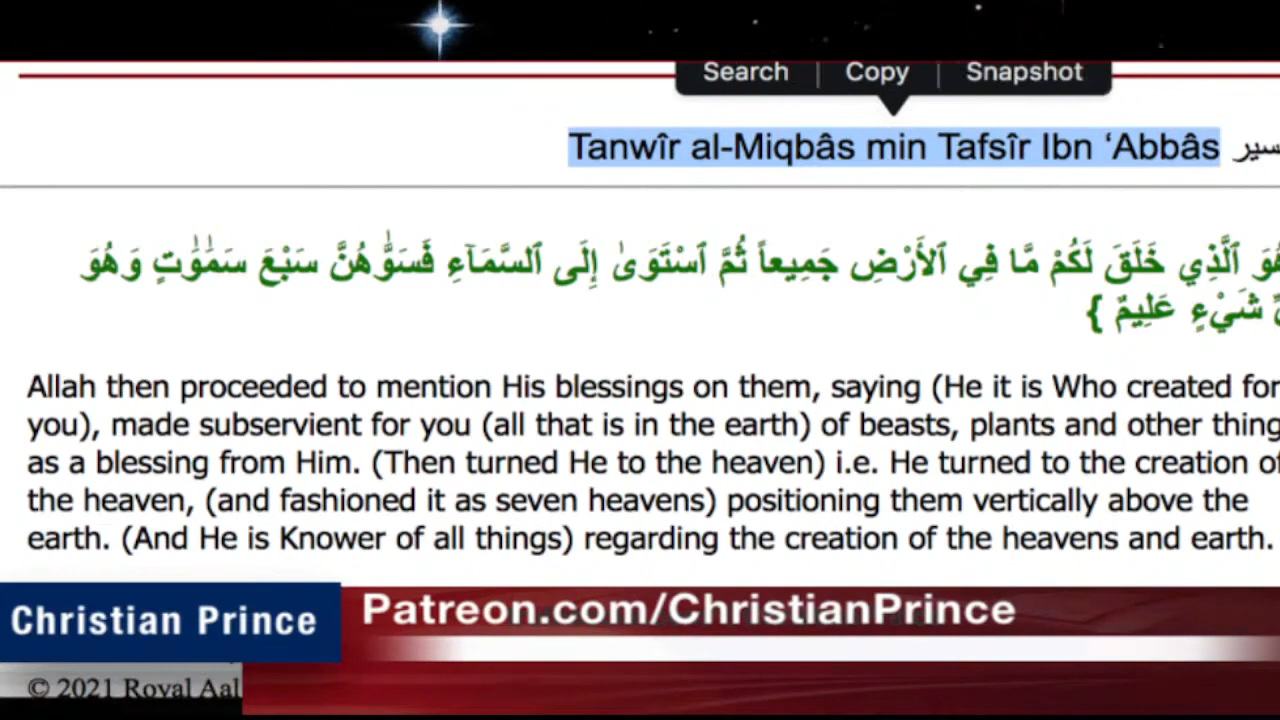 Search Copy Snapshot
Tanwîr al-Miqbâs min Tafsîr Ibn ‘Abbâs
ٱلَّذِي خَلَقَ لَكُمْ مَّا فِي ٱلأَرْضِ جَمِيعاً ثُمَّ ٱسْتَوَىٰ إِلَى ٱلسَّمَآءِ فَسَوَّٰهُنَّ سَبْعَ سَمَٰوَٰتٍ وَهُوَ
شَيْءٍ عَلِيمٌ }
Allah then proceeded to mention His blessings on them, saying (He it is Who created for
you), made subservient for you (all that is in the earth) of beasts, plants and other thing
as a blessing from Him. (Then turned He to the heaven) i.e. He turned to the creation of
the heaven, (and fashioned it as seven heavens) positioning them vertically above the
earth. (And He is Knower of all things) regarding the creation of the heavens and earth.
Christian Prince
Patreon.com/ChristianPrince
© 2021 Royal Aal